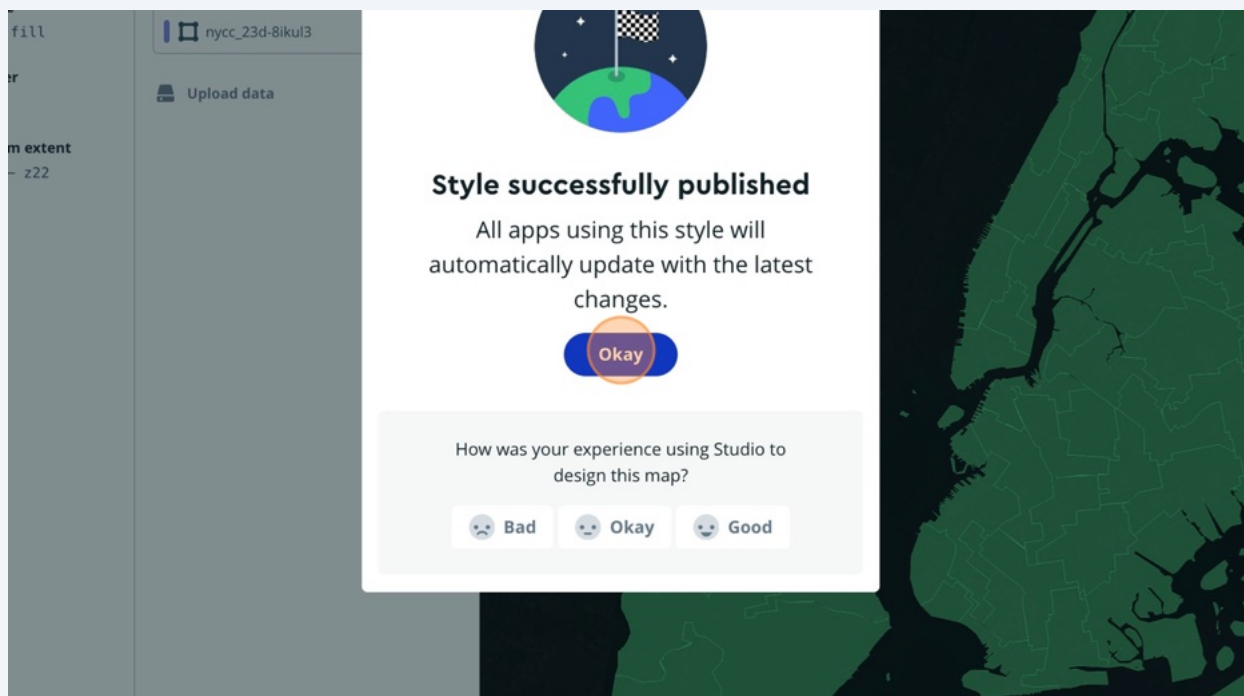 fill
er
m extent
– z22
nycc_23d-8ikul3
Upload data
Style successfully published
All apps using this style will
automatically update with the latest
changes.
Okay
How was your experience using Studio to
design this map?
Bad
Okay
Good